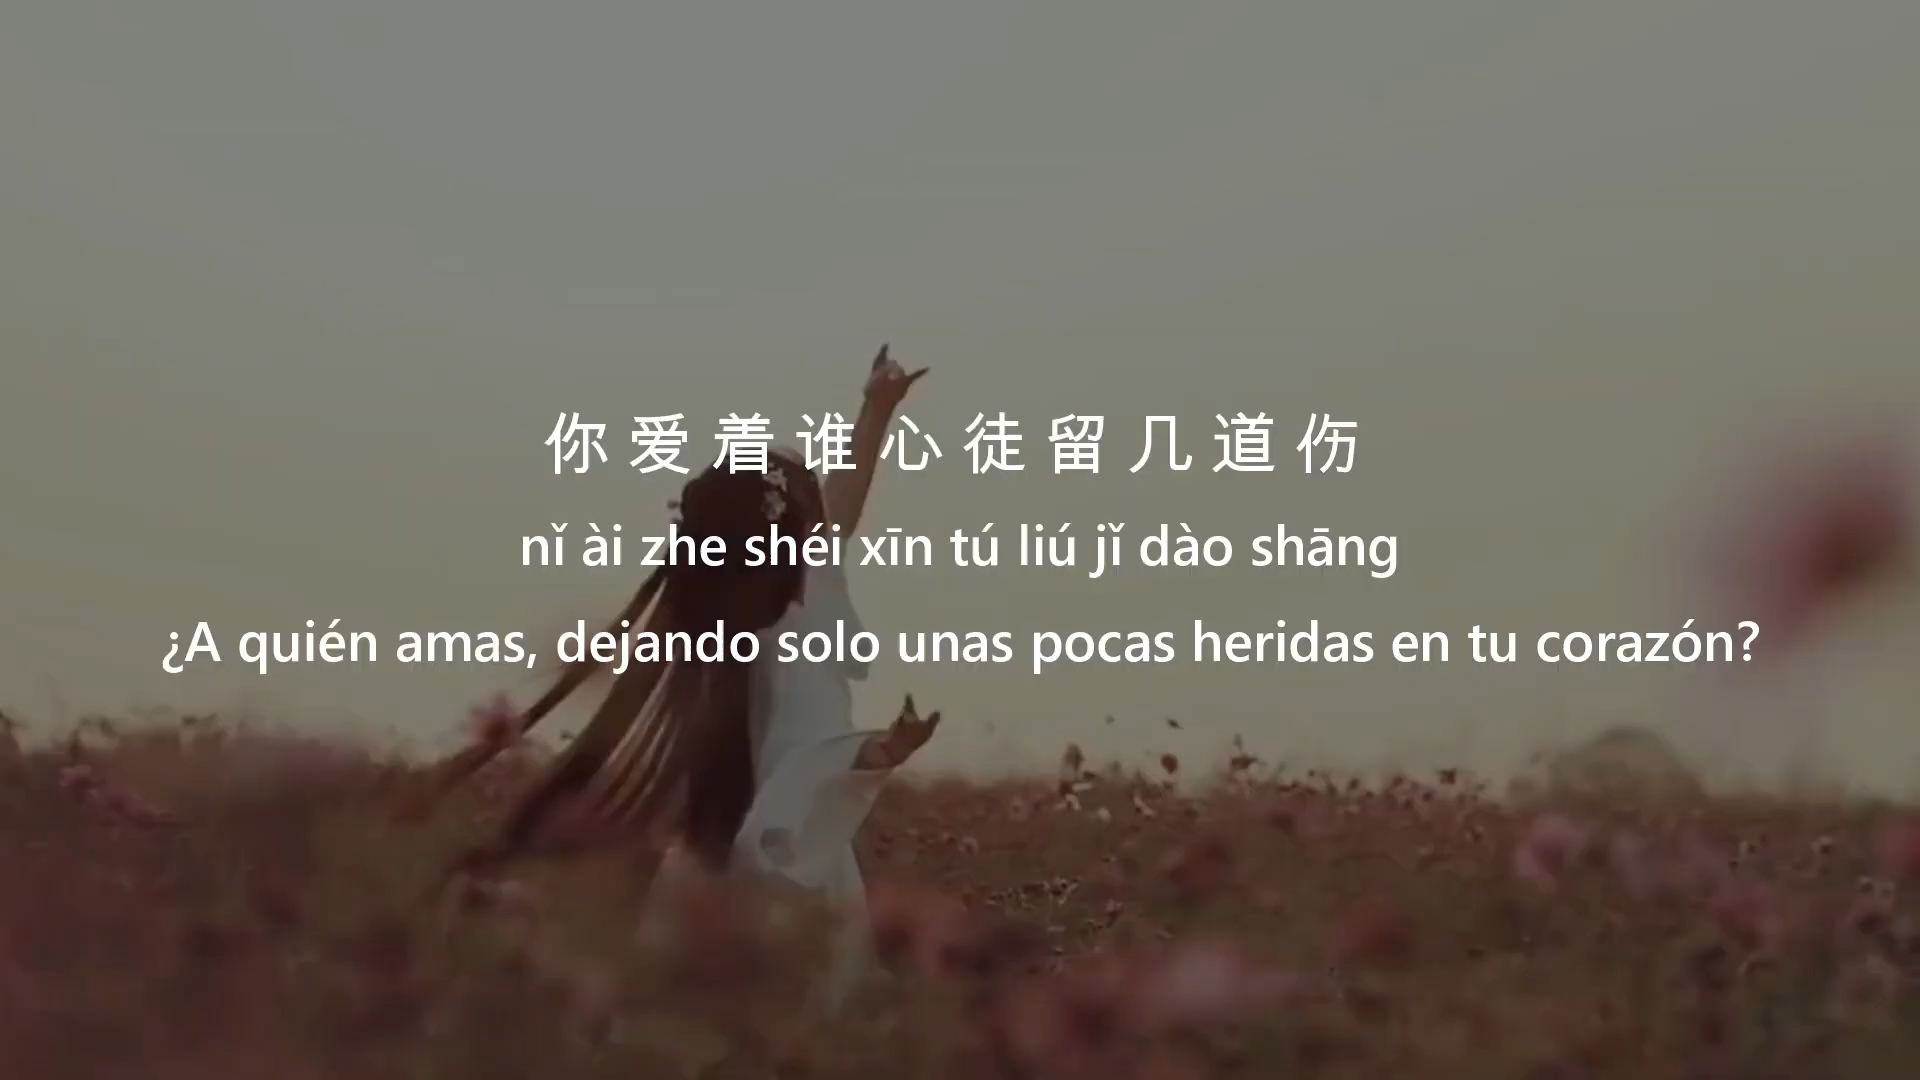 你爱着谁心徒留几道伤
nǐ ài zhe shéi xīn tú liú jǐ dào shāng
¿A quién amas, dejando solo unas pocas heridas en tu corazón?